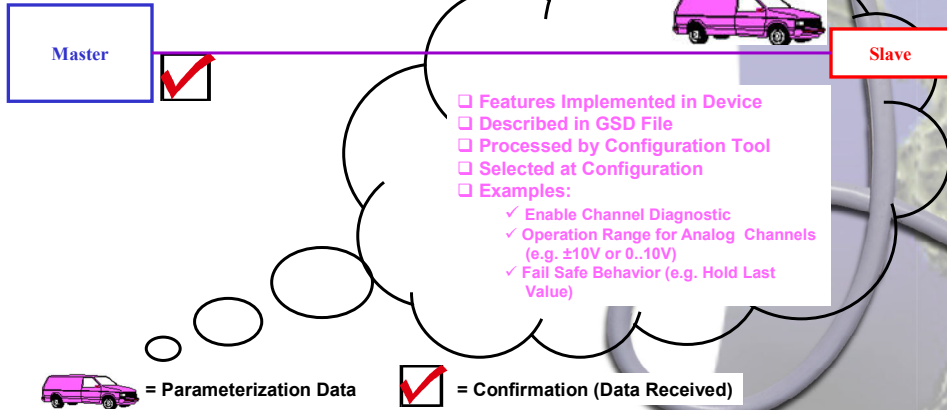 Master
Slave
❑ Features Implemented in Device
❑ Described in GSD File
❑ Processed by Configuration Tool
❑ Selected at Configuration
❑ Examples:
✓ Enable Channel Diagnostic
✓ Operation Range for Analog Channels
(e.g. ±10V or 0..10V)
✓ Fail Safe Behavior (e.g. Hold Last
Value)
= Parameterization Data
= Confirmation (Data Received)